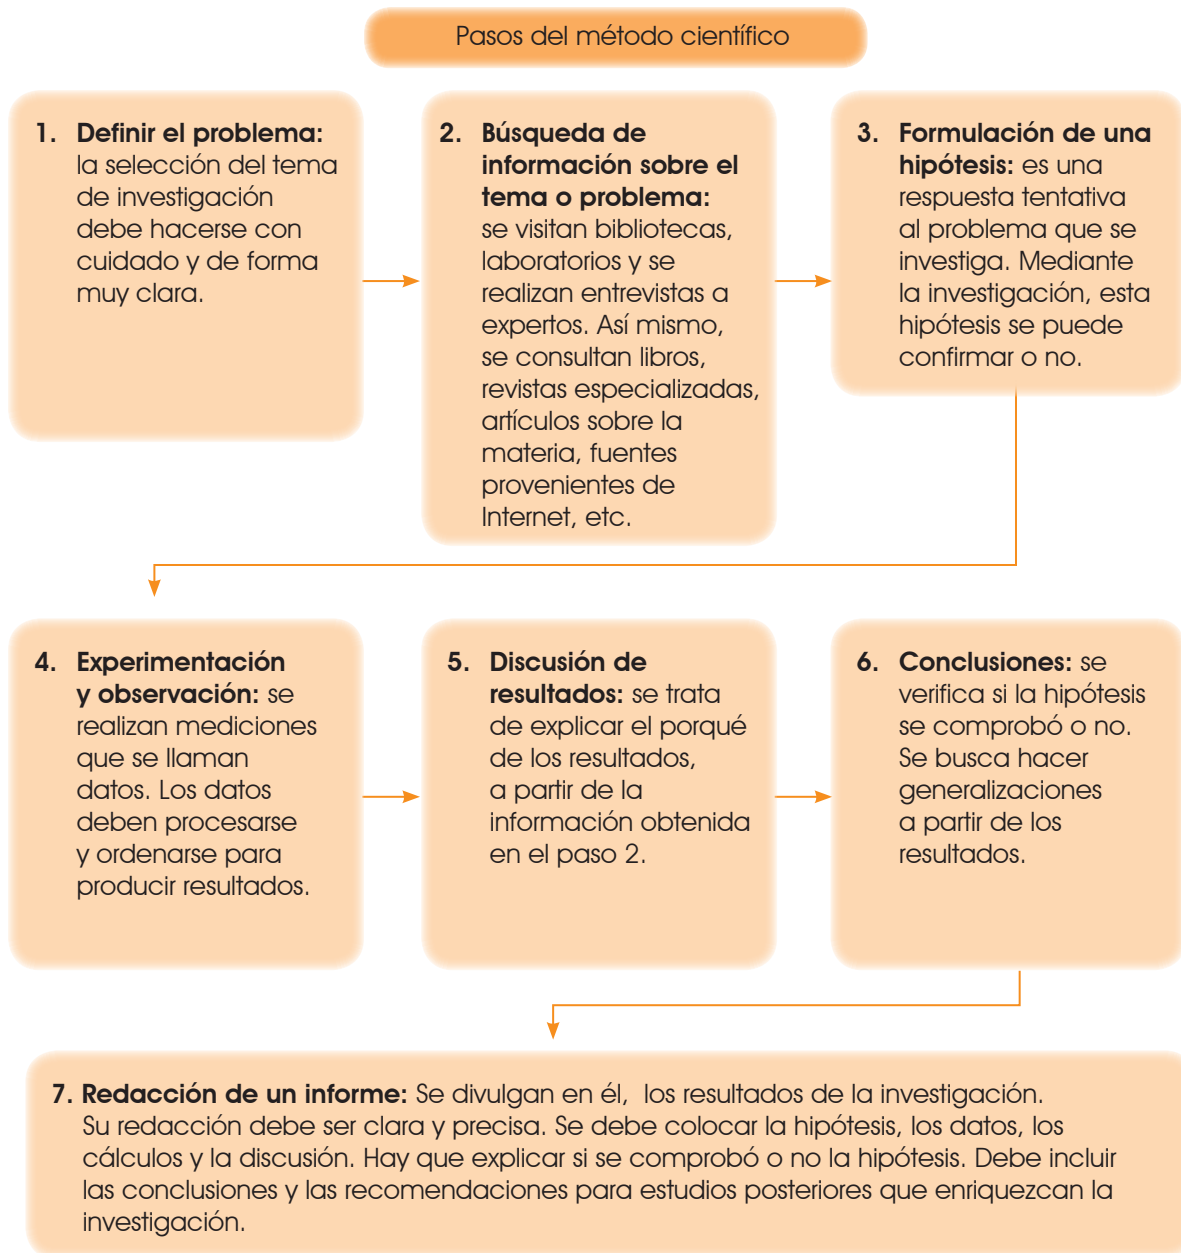 Pasos del método científico
1. Definir el problema:
la selección del tema
de investigación
debe hacerse con
cuidado y de forma
muy clara.
2. Búsqueda de
información sobre el
tema o problema:
se visitan bibliotecas,
laboratorios y se
realizan entrevistas a
expertos. Así mismo,
se consultan libros,
revistas especializadas,
artículos sobre la
materia, fuentes
provenientes de
Internet, etc.
3. Formulación de una
hipótesis: es una
respuesta tentativa
al problema que se
investiga. Mediante
la investigación, esta
hipótesis se puede
confirmar o no.
4. Experimentación
y observación: se
realizan mediciones
que se llaman
datos. Los datos
deben procesarse
y ordenarse para
producir resultados.
5. Discusión de
resultados: se trata
de explicar el porqué
de los resultados,
a partir de la
información obtenida
en el paso 2.
6. Conclusiones: se
verifica si la hipótesis
se comprobó o no.
Se busca hacer
generalizaciones
a partir de los
resultados.
7. Redacción de un informe: Se divulgan en él, los resultados de la investigación.
Su redacción debe ser clara y precisa. Se debe colocar la hipótesis, los datos, los
cálculos y la discusión. Hay que explicar si se comprobó o no la hipótesis. Debe incluir
las conclusiones y las recomendaciones para estudios posteriores que enriquezcan la
investigación.